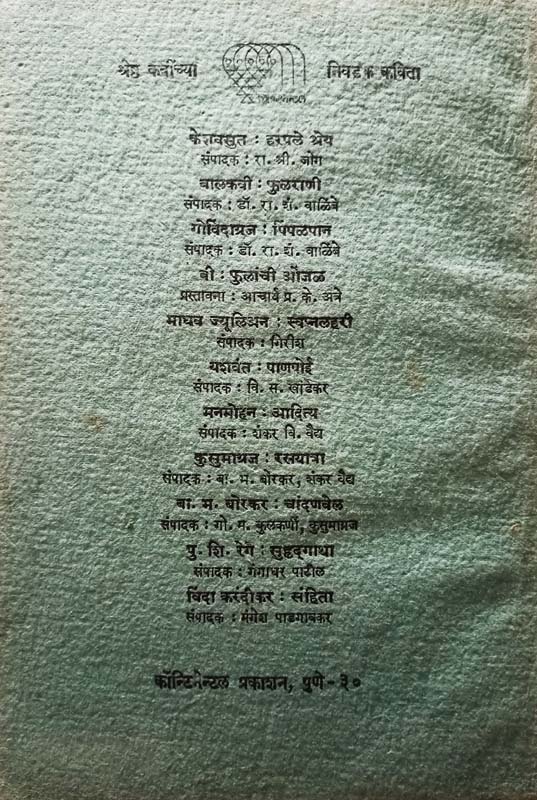 श्रेष्ठ कवींच्या निवडक कविता
केशवसुत : हरपले श्रेय
संपादक : रा. श्री. जोग
बालकवी : फुलराणी
संपादक : डॉ. रा. शं. वाळिंबे
गोविंदाग्रज : पिंपळपान
संपादक : डॉ. रा. शं. वाळिंबे
बी : फुलांची ओंजळ
प्रस्तावना : आचार्य प्र. के. अत्रे
माधव ज्यूलिअन : स्वप्नलहरी
संपादक : गिरीश
यशवंत : पाणपोई
संपादक : वि. स. खांडेकर
मनमोहन : आदित्य
संपादक : शंकर वि. वैद्य
कुसुमाग्रज : रसयात्रा
संपादक : बा. भ. बोरकर, शंकर वैद्य
बा. भ. बोरकर : चांदणवेल
संपादक : गो. म. कुलकर्णी, कुसुमाग्रज
पु. शि. रेगे : सुहृद्गाथा
संपादक : गंगाधर पाटील
विंदा करंदीकर : संहिता
संपादक : मंगेश पाडगावकर
कॉन्टिनेन्टल प्रकाशन, पुणे-३०